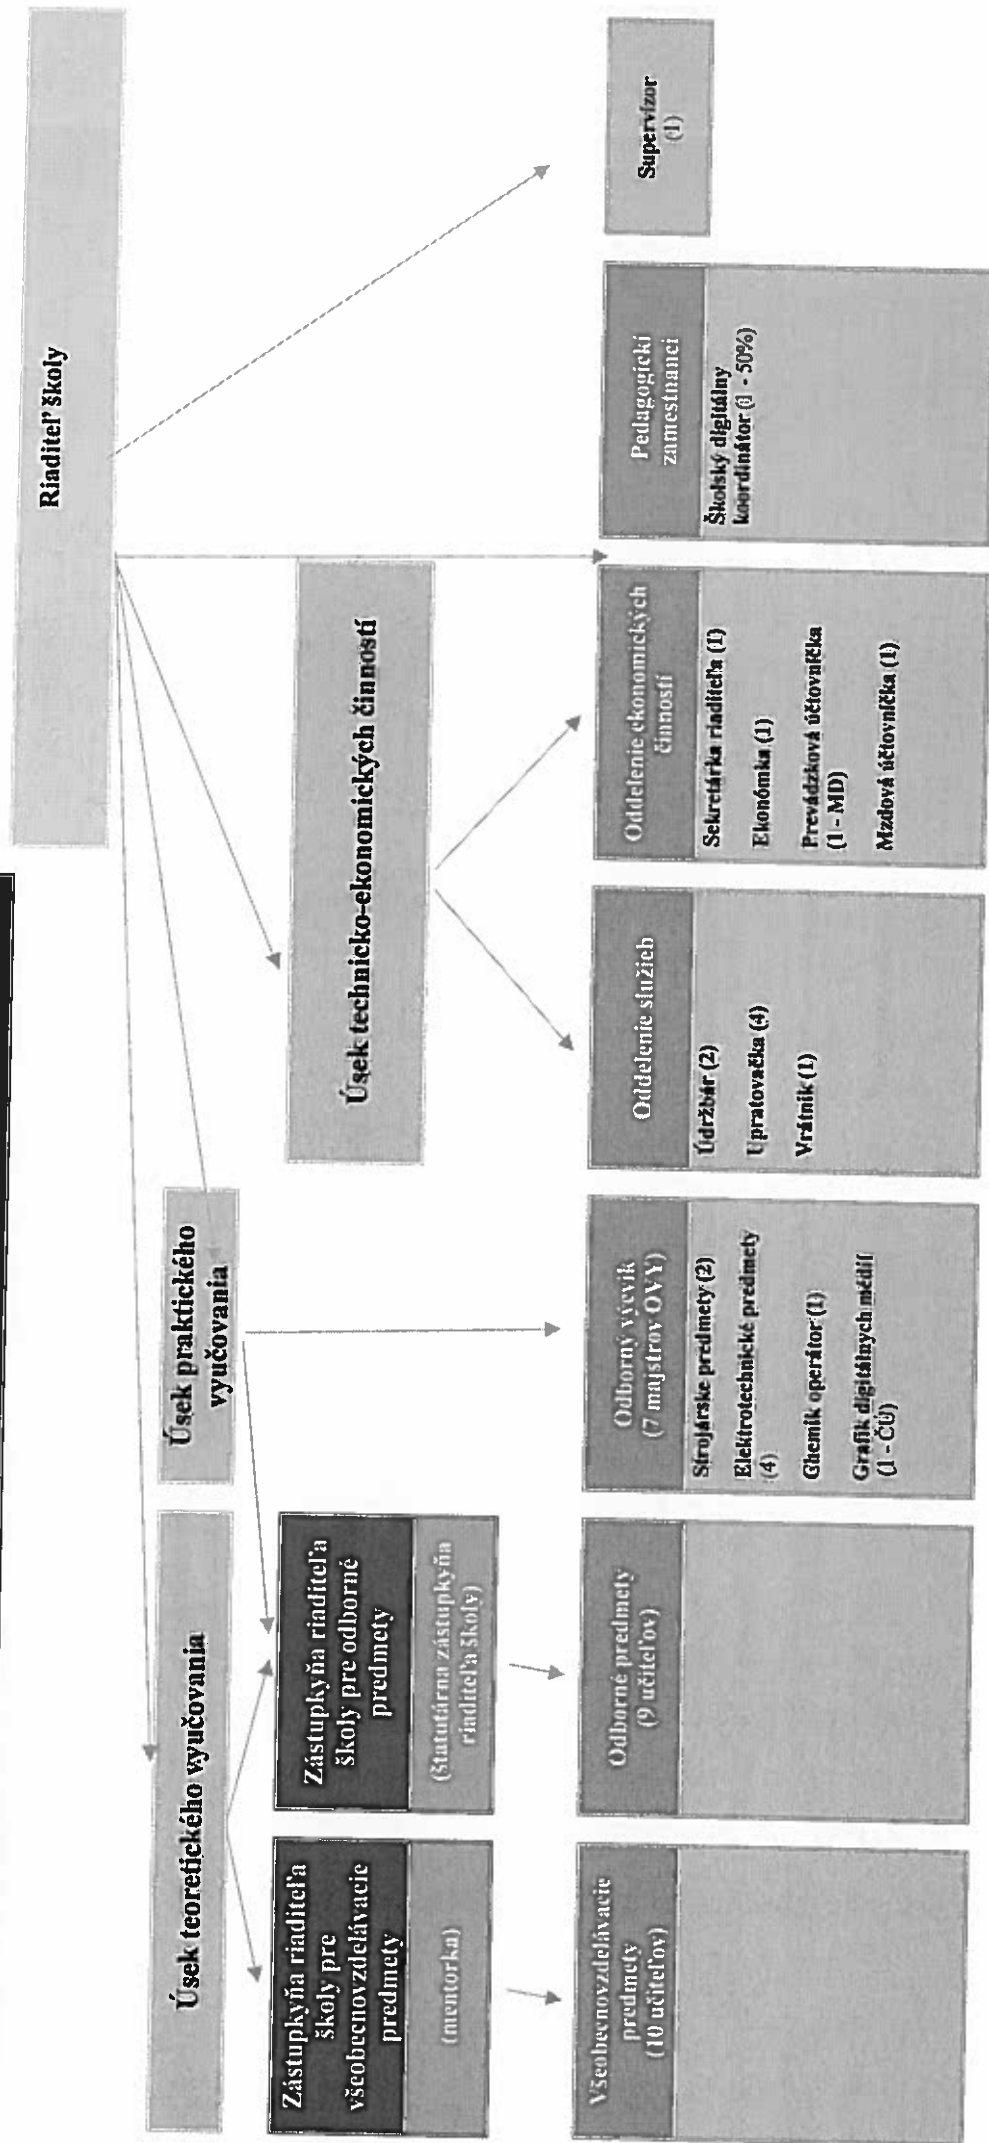 Riaditeľ školy
Úsek teoretického vyučovania
Úsek praktického
vyučovania
Úsek technicko-ekonomických činností
Zástupkyňa riaditeľa
školy pre
všeobecnovzdelávacie
predmety
(mentorka)
Zástupkyňa riaditeľa
školy pre odborné
predmety
(štatutárna zástupkyňa
riaditeľa školy)
Všeobecnovzdelávacie
predmety
(10 učiteľov)
Odborné predmety
(9 učiteľov)
Odborný výcvik
(7 majstrov OVY)
Strojárske predmety (2)
Elektrotechnické predmety
(4)
Chemik operátor (1)
Grafik digitálnych médií
(1 - ČÚ)
Oddelenie služieb
Údržbár (2)
Upratovačka (4)
Vrátnik (1)
Oddelenie ekonomických
činností
Sekretárka riaditeľa (1)
Ekonómka (1)
Prevádzková účtovníčka
(1 - MD)
Mzdová účtovníčka (1)
Pedagogickí
zamestnanci
Školský digitálny
koordinátor (1 - 50%)
Supervízor
(1)